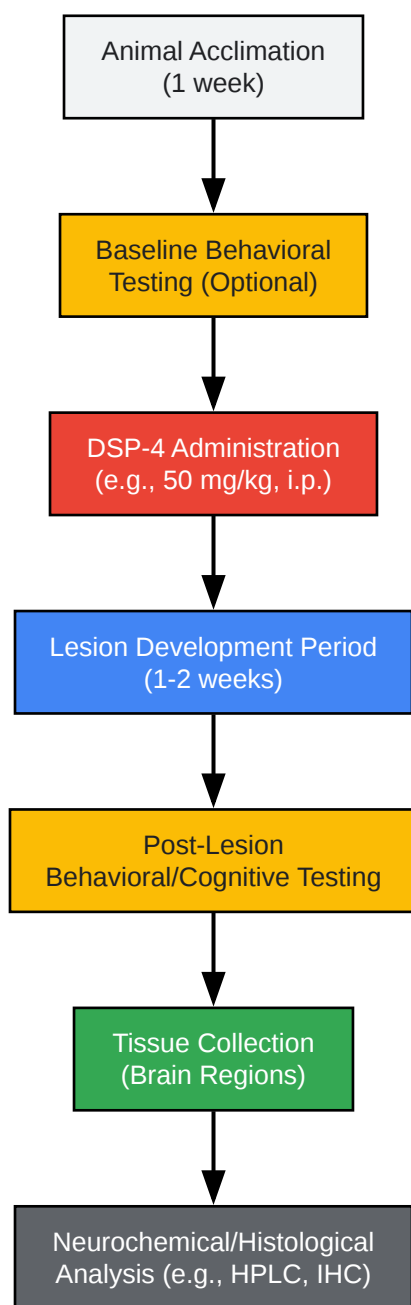 Animal Acclimation
(1 week)
Baseline Behavioral
Testing (Optional)
DSP-4 Administration
(e.g., 50 mg/kg, i.p.)
Lesion Development Period
(1-2 weeks)
Post-Lesion
Behavioral/Cognitive Testing
Tissue Collection
(Brain Regions)
Neurochemical/Histological
Analysis (e.g., HPLC, IHC)